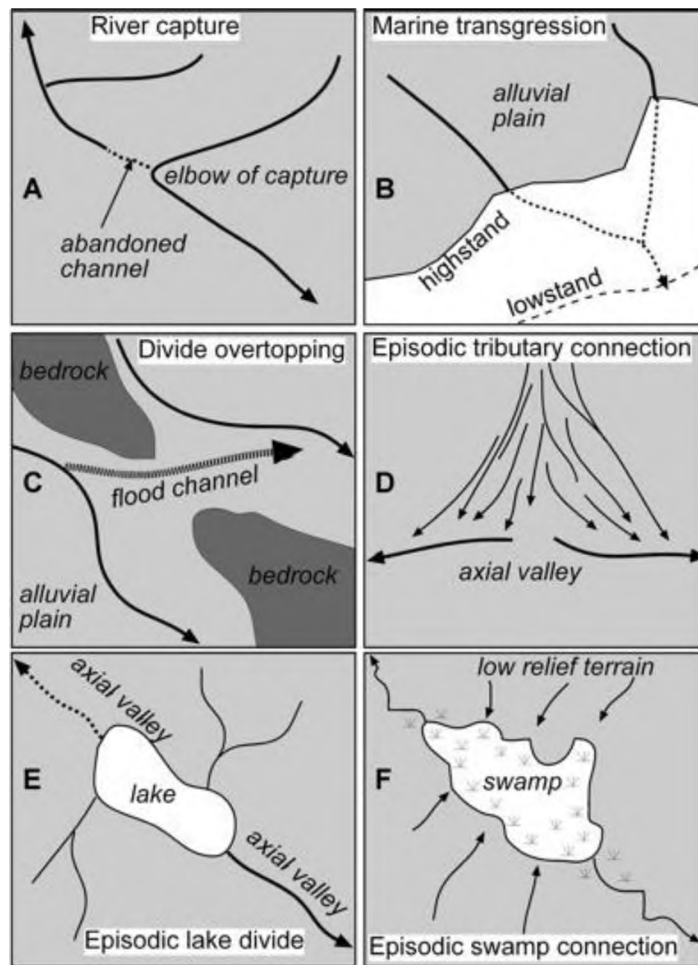 River capture
A
elbow of capture
abandoned
channel
Marine transgression
alluvial
plain
B
highstand
lowstand
Divide overtopping
bedrock
C
flood channel
alluvial
plain
bedrock
Episodic tributary connection
D
axial valley
axial valley
E
lake
axial valley
Episodic lake divide
low relief terrain
F
swamp
Episodic swamp connection